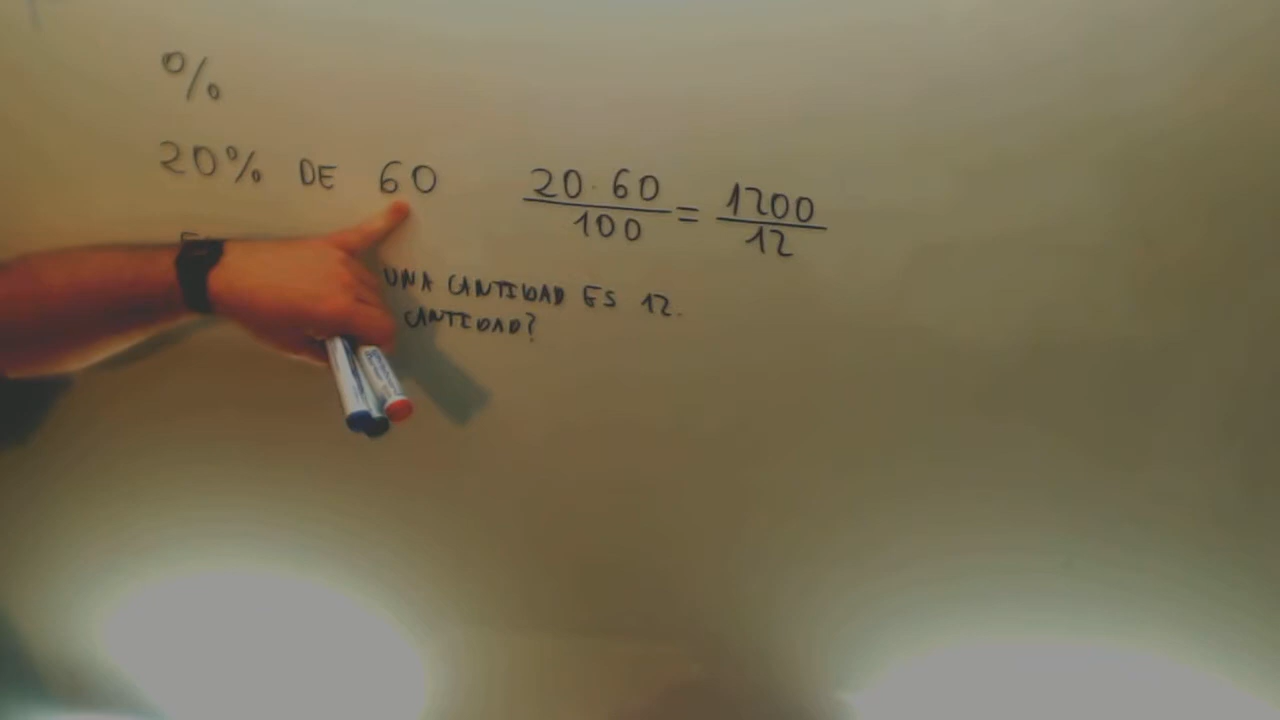 %
20% DE 60
20·60/100 = 1200/12
UNA CANTIDAD ES 12.
CANTIDAD?